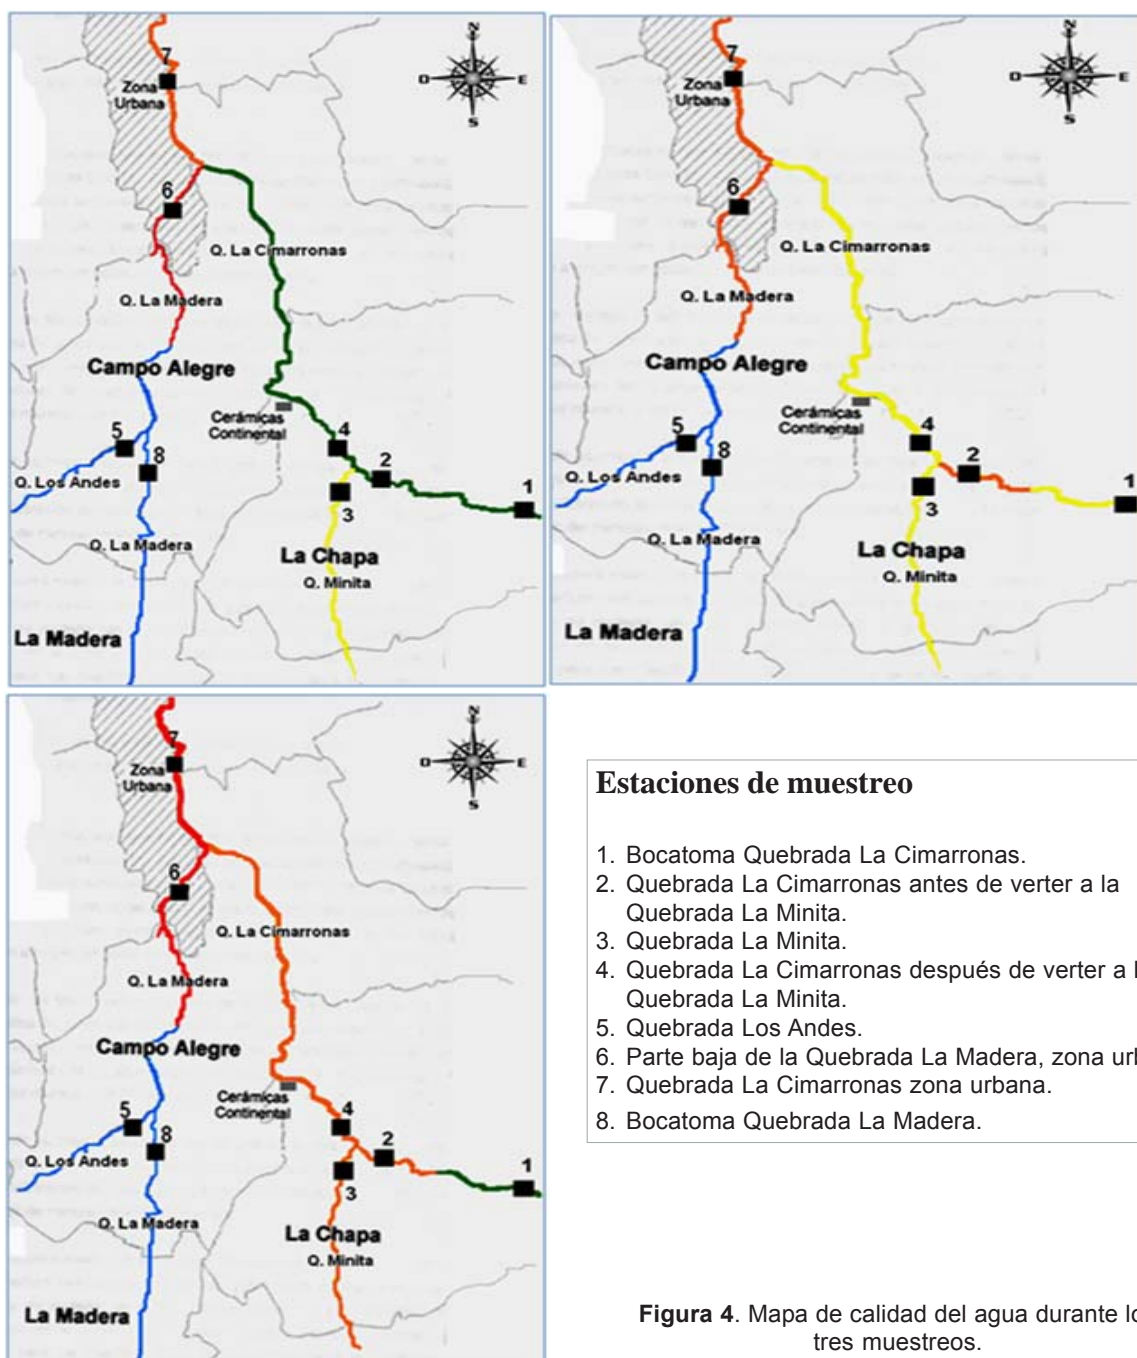 N
O E
S
7
Zona
Urbana
6
Q. La Cimarronas
Q. La Madera
Campo Alegre
Cerámicas
Continental
4
5
8
2
1
Q. Los Andes
3
Q. La Madera
La Chapa
Q. Minita
La Madera
N
O E
S
7
Zona
Urbana
6
Q. La Cimarronas
Q. La Madera
Campo Alegre
Cerámicas
Continental
4
5
8
2
1
Q. Los Andes
3
Q. La Madera
La Chapa
Q. Minita
La Madera
N
O E
S
7
Zona
Urbana
6
Q. La Cimarronas
Q. La Madera
Campo Alegre
Cerámicas
Continental
4
5
8
2
1
Q. Los Andes
3
Q. La Madera
La Chapa
Q. Minita
La Madera
Estaciones de muestreo
1. Bocatoma Quebrada La Cimarronas.
2. Quebrada La Cimarronas antes de verter a la
Quebrada La Minita.
3. Quebrada La Minita.
4. Quebrada La Cimarronas después de verter a
Quebrada La Minita.
5. Quebrada Los Andes.
6. Parte baja de la Quebrada La Madera, zona
7. Quebrada La Cimarronas zona urbana.
8. Bocatoma Quebrada La Madera.
Figura 4. Mapa de calidad del agua durante
tres muestreos.